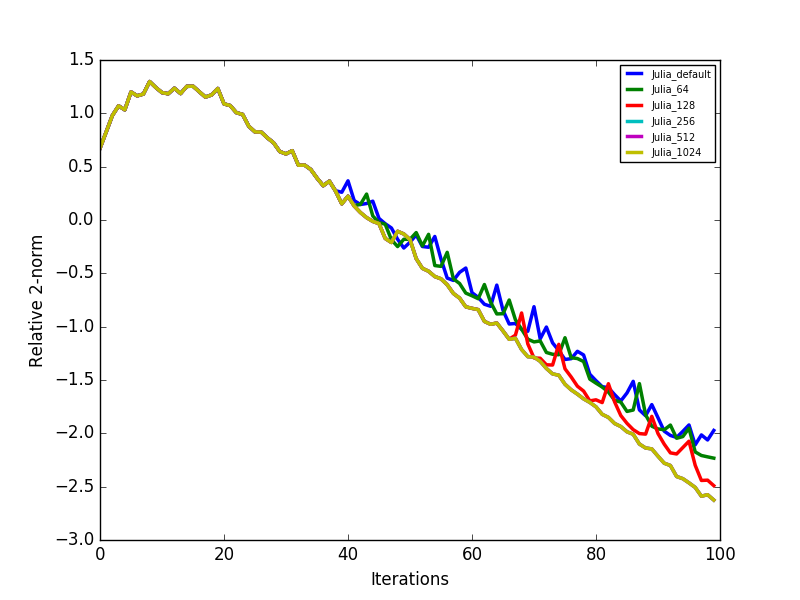 1.5
1.0
0.5
0.0
−0.5
−1.0
−1.5
−2.0
−2.5
−3.0
Relative 2-norm
0 20 40 60 80 100
Iterations
Julia_default
Julia_64
Julia_128
Julia_256
Julia_512
Julia_1024